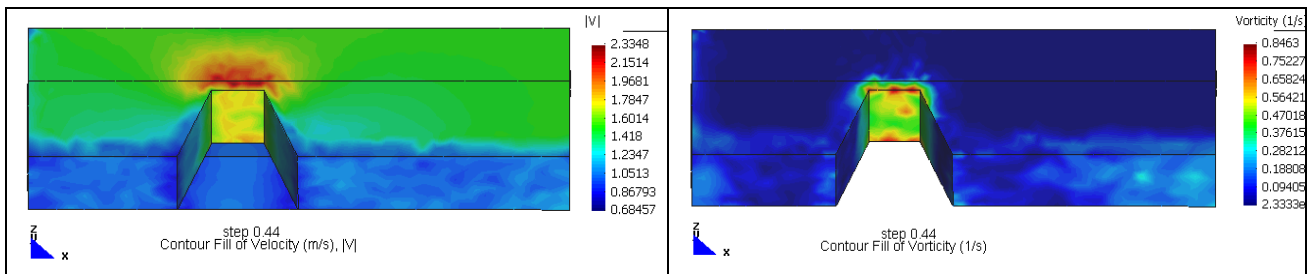 |V|
2.3348
2.1514
1.9681
1.7847
1.6014
1.418
1.2347
1.0513
0.86793
0.68457
z
x
step 0.44
Contour Fill of Velocity (m/s), |V|
Vorticity (1/s
0.8463
0.75227
0.65824
0.56421
0.47018
0.37615
0.28212
0.18808
0.09405
2.3333e
z
x
step 0.44
Contour Fill of Vorticity (1/s)